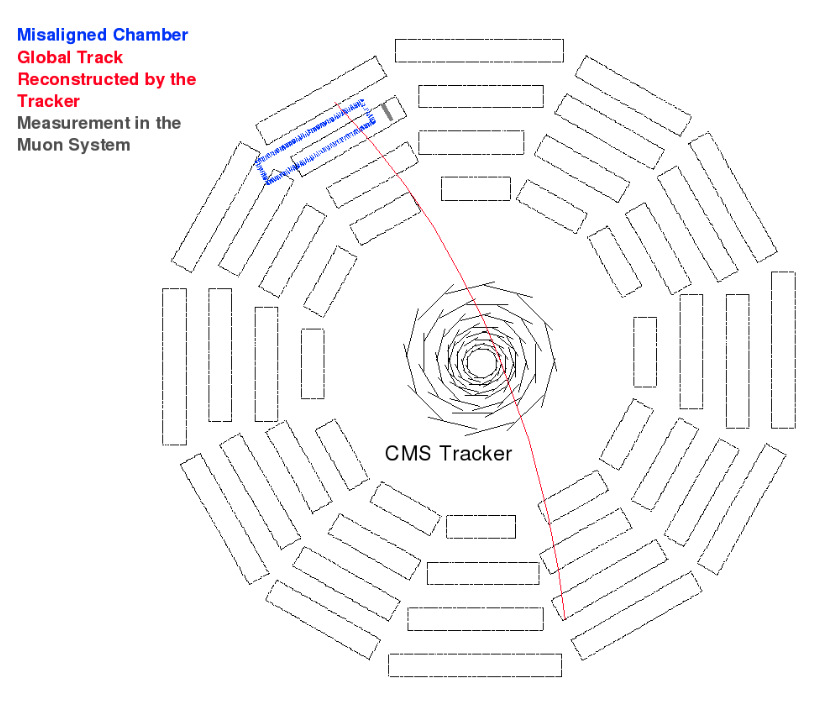 Misaligned Chamber
Global Track
Reconstructed by the
Tracker
Measurement in the
Muon System
CMS Tracker